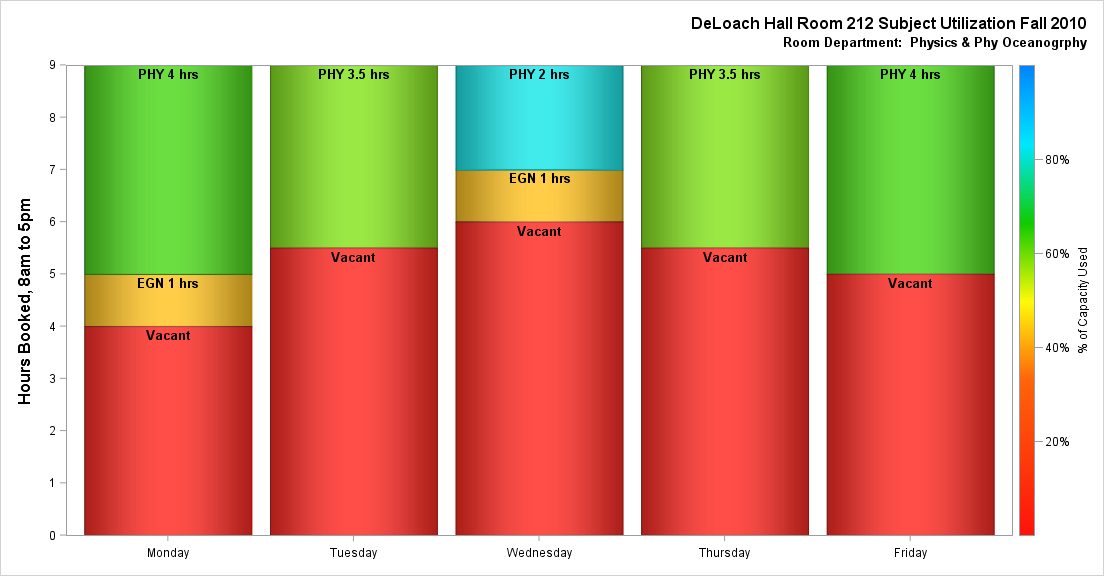 DeLoach Hall Room 212 Subject Utilization Fall 2010
Room Department:  Physics & Phy Oceanogrphy
Hours Booked, 8am to 5pm
9
8
7
6
5
4
3
2
1
0
PHY 4 hrs
EGN 1 hrs
Vacant
PHY 3.5 hrs
Vacant
PHY 2 hrs
EGN 1 hrs
Vacant
PHY 3.5 hrs
Vacant
PHY 4 hrs
Vacant
Monday
Tuesday
Wednesday
Thursday
Friday
80%
60%
40%
20%
% of Capacity Used